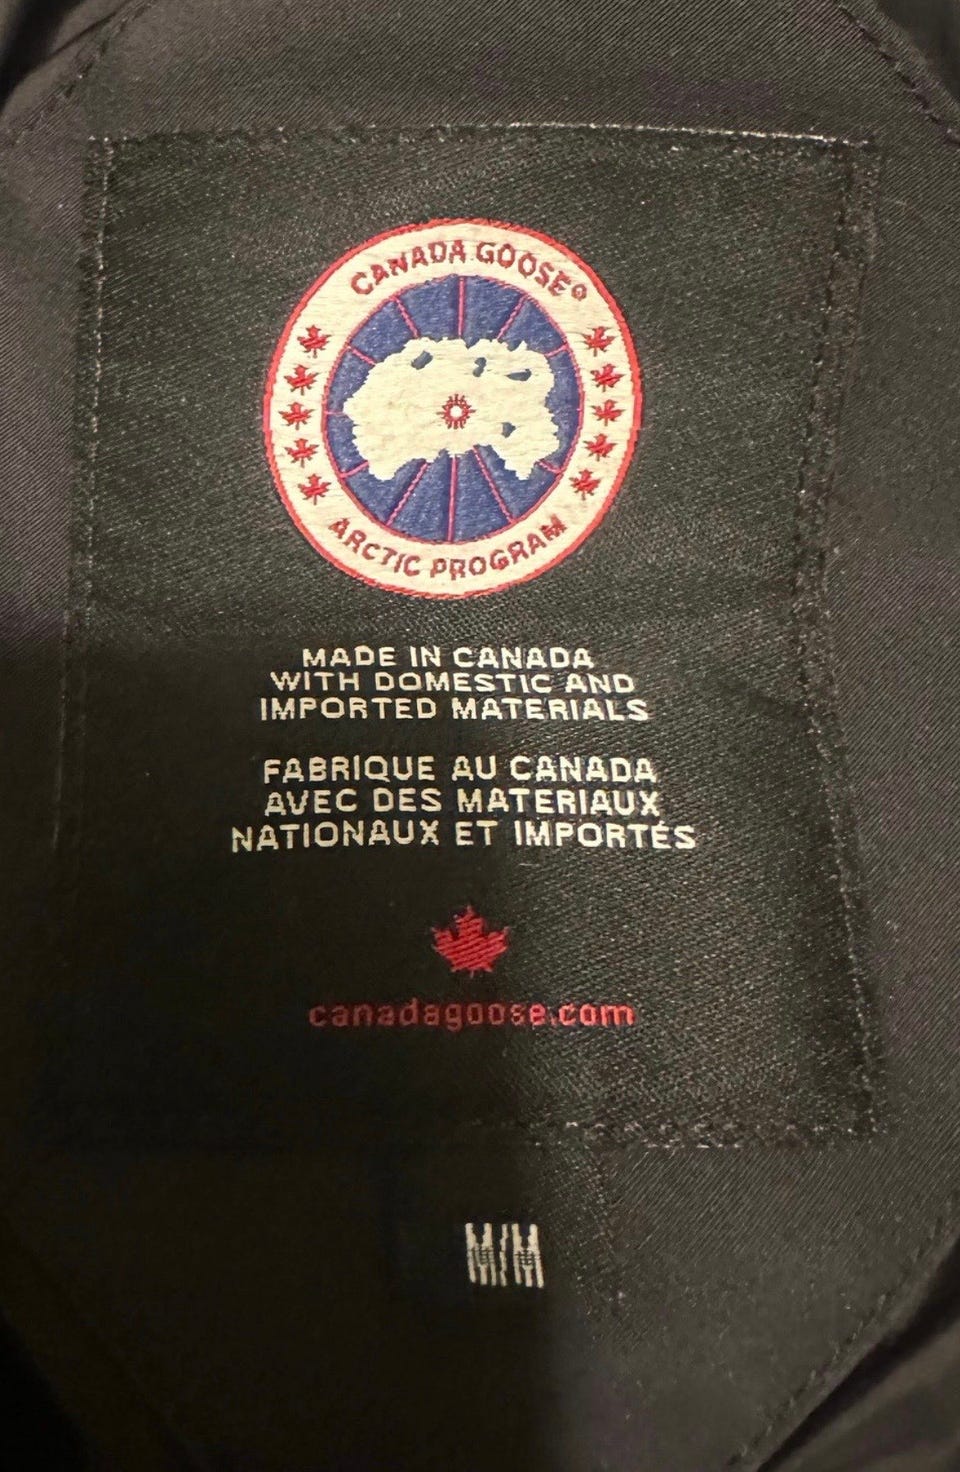 CANADA GOOSE®
ARCTIC PROGRAM
MADE IN CANADA
WITH DOMESTIC AND
IMPORTED MATERIALS
FABRIQUE AU CANADA
AVEC DES MATERIAUX
NATIONAUX ET IMPORTÉS
canadagoose.com
M/M